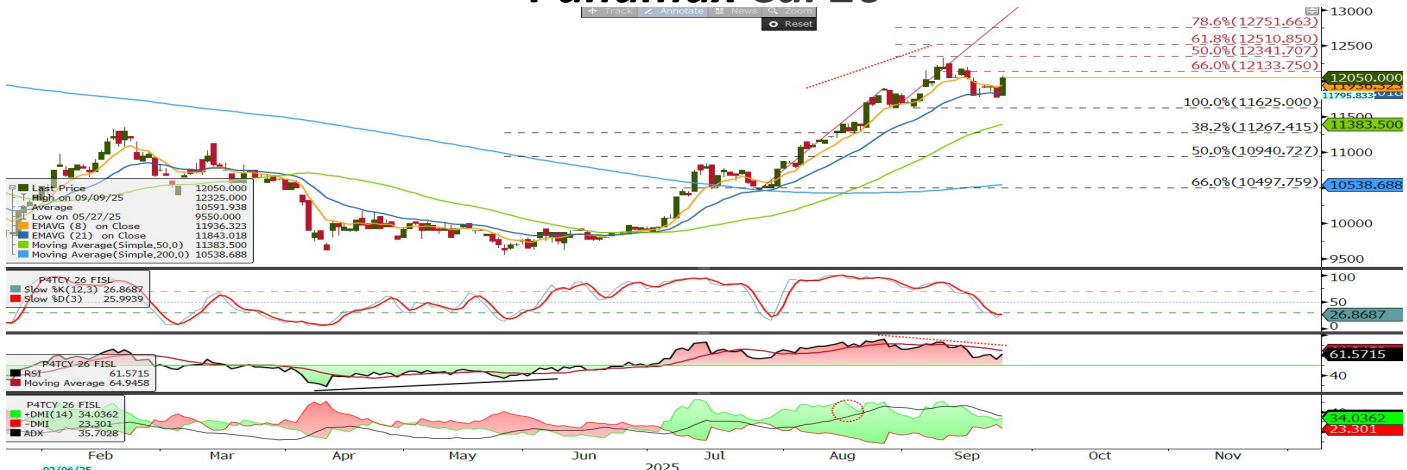 Panamax Cal 26
+ Track Annotate News Zoom
Reset
13000
12500
11500
11000
10000
9500
78.6%(12751.663)
61.8%(12510.850)
50.0%(12341.707)
66.0%(12133.750)
100.0%(11625.000)
38.2%(11267.415)
50.0%(10940.727)
66.0%(10497.759)
12050.000
11936.323
11795.833
11383.500
10538.688
Last Price 12050.000
High on 09/09/25 12325.000
Average 10591.938
Low on 05/27/25 9550.000
EMAVG (8) on Close 11936.323
EMAVG (21) on Close 11843.018
Moving Average(Simple,50,0) 11383.500
Moving Average(Simple,200,0) 10538.688
P4TCY 26 FISL
Slow %K(12,3) 26.8687
Slow %D(3) 25.9939
100
50
26.8687
0
P4TCY 26 FISL
RSI 61.5715
Moving Average 64.9458
61.5715
40
P4TCY 26 FISL
+DMI(14) 34.0362
-DMI 23.301
ADX 35.7028
34.0362
23.301
Feb Mar Apr May Jun Jul Aug Sep Oct Nov
2025